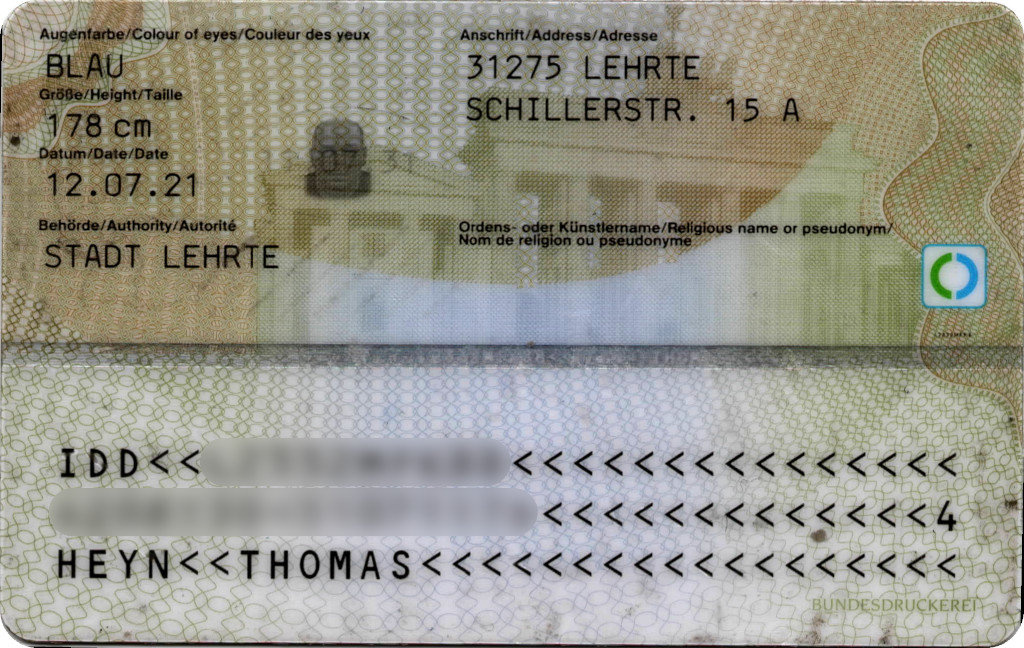 Augenfarbe/Colour of eyes/Couleur des yeux
BLAU
Größe/Height/Taille
178 cm
Datum/Date/Date
12.07.21
Behörde/Authority/Autorité
STADT LEHRTE
Anschrift/Address/Adresse
31275 LEHRTE
SCHILLERSTR. 15 A
Ordens- oder Künstlername/Religious name or pseudonym/
Nom de religion ou pseudonyme
IDD<< <<<<<<<<<<<<<<<
<<<<<<<<<<<<<4
HEYN<<THOMAS<<<<<<<<<<<<<<<<<<
BUNDESDRUCKEREI